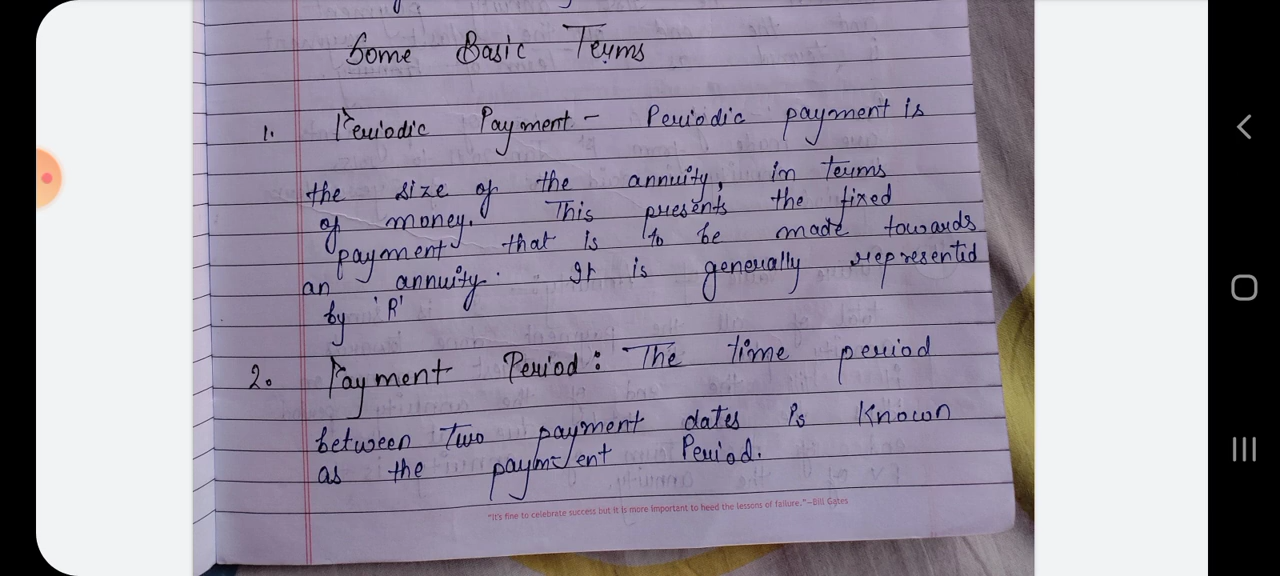 Some Basic Terms
1. Periodic Payment - Periodic payment is
the size of the annuity, in terms
of money. This presents the fixed
payment that is to be made towards
an annuity. It is generally represented
by 'R'
2. Payment Period: The time period
between two payment dates is known
as the payment Period.
"It's fine to celebrate success but it is more important to heed the lessons of failure."–Bill Gates